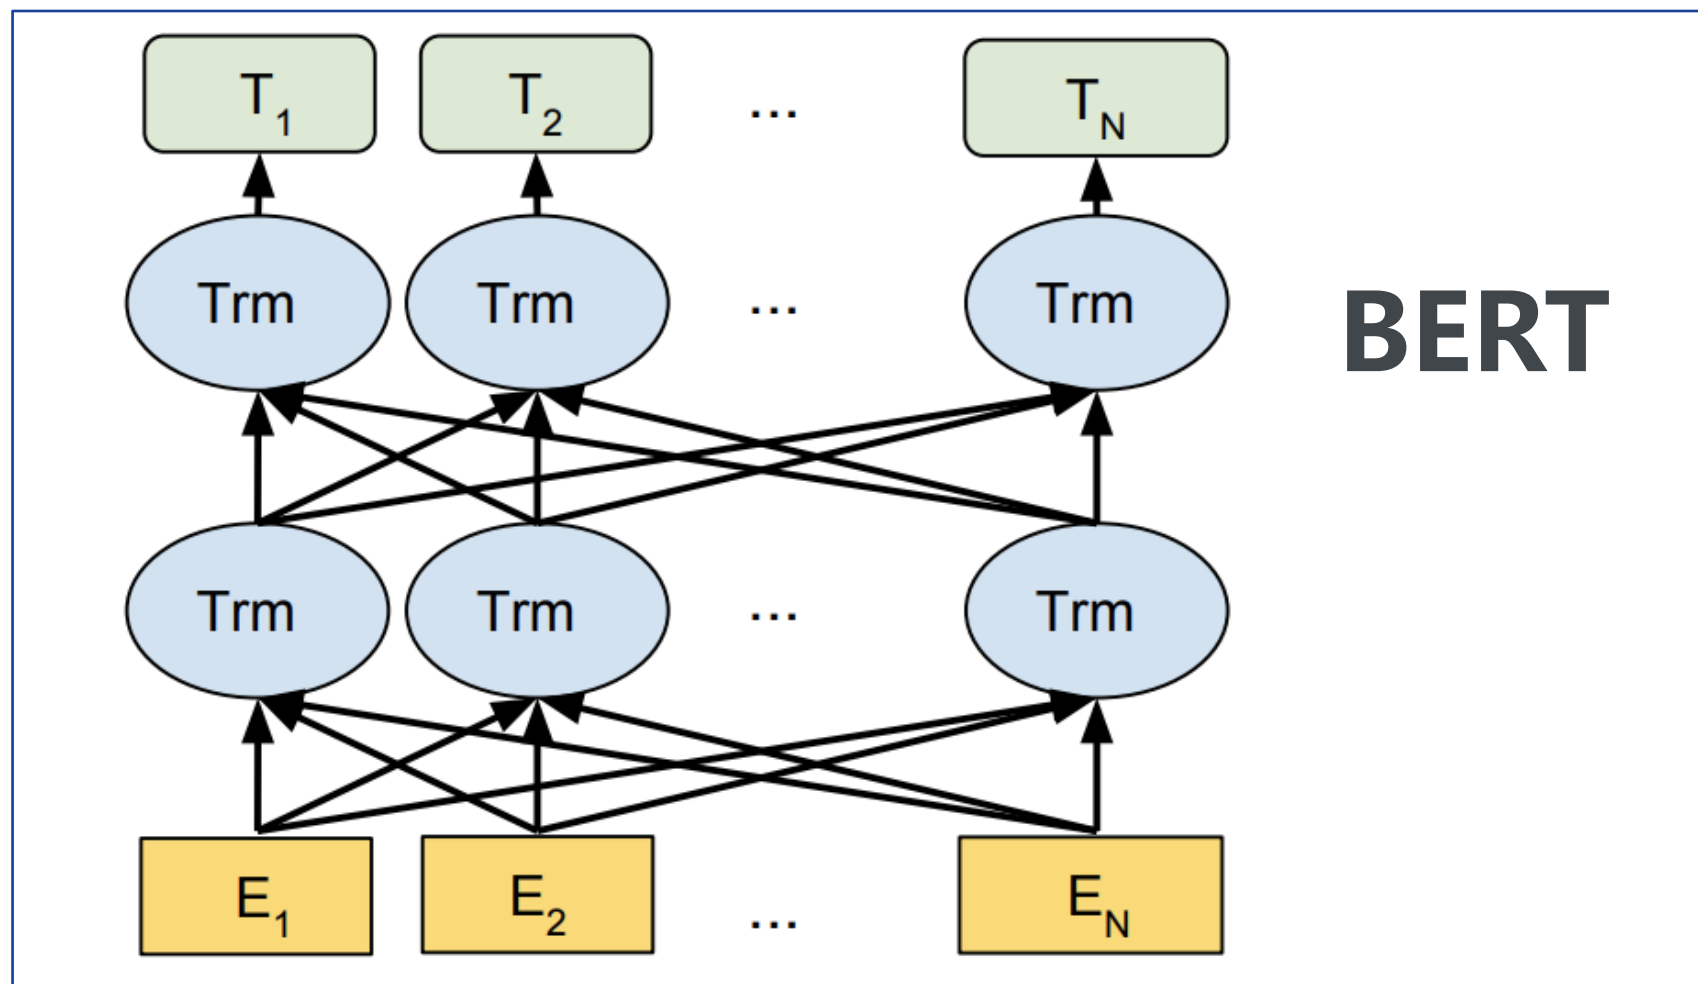 T1 T2 ... TN
Trm Trm ... Trm
BERT
Trm Trm ... Trm
E1 E2 ... EN